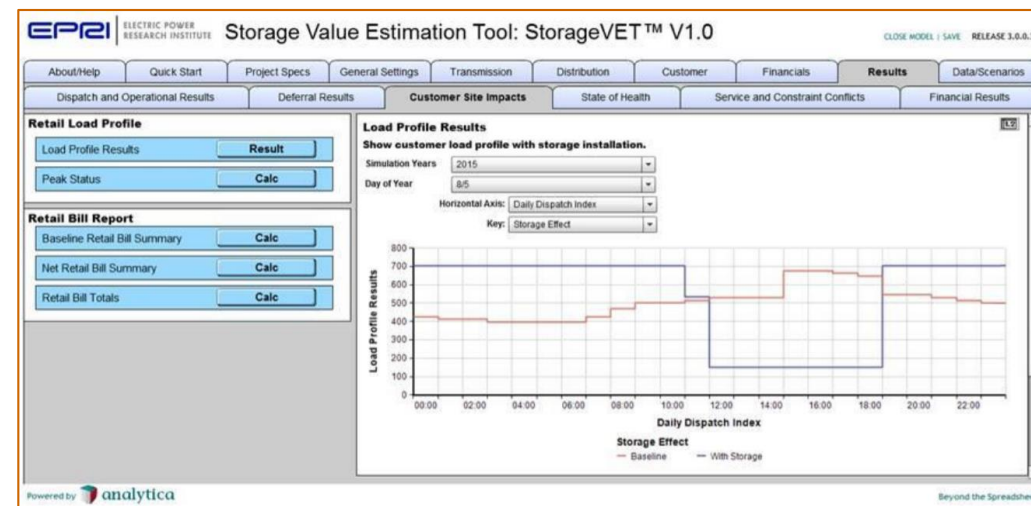 EPRI ELECTRIC POWER RESEARCH INSTITUTE Storage Value Estimation Tool: StorageVET™ V1.0 CLOSE MODEL | SAVE RELEASE 3.0.0.
About/Help Quick Start Project Specs General Settings Transmission Distribution Customer Financials Results Data/Scenarios
Dispatch and Operational Results Deferral Results Customer Site Impacts State of Health Service and Constraint Conflicts Financial Results
Retail Load Profile
Load Profile Results Result
Peak Status Calc
Retail Bill Report
Baseline Retail Bill Summary Calc
Net Retail Bill Summary Calc
Retail Bill Totals Calc
Load Profile Results
Show customer load profile with storage installation.
Simulation Years 2015
Day of Year 8/5
Horizontal Axis: Daily Dispatch Index
Key: Storage Effect
Load Profile Results
800
700
600
500
400
300
200
100
0
00:00 02:00 04:00 06:00 08:00 10:00 12:00 14:00 16:00 18:00 20:00 22:00
Daily Dispatch Index
Storage Effect
Baseline With Storage
Powered by analytica Beyond the Spreadshe